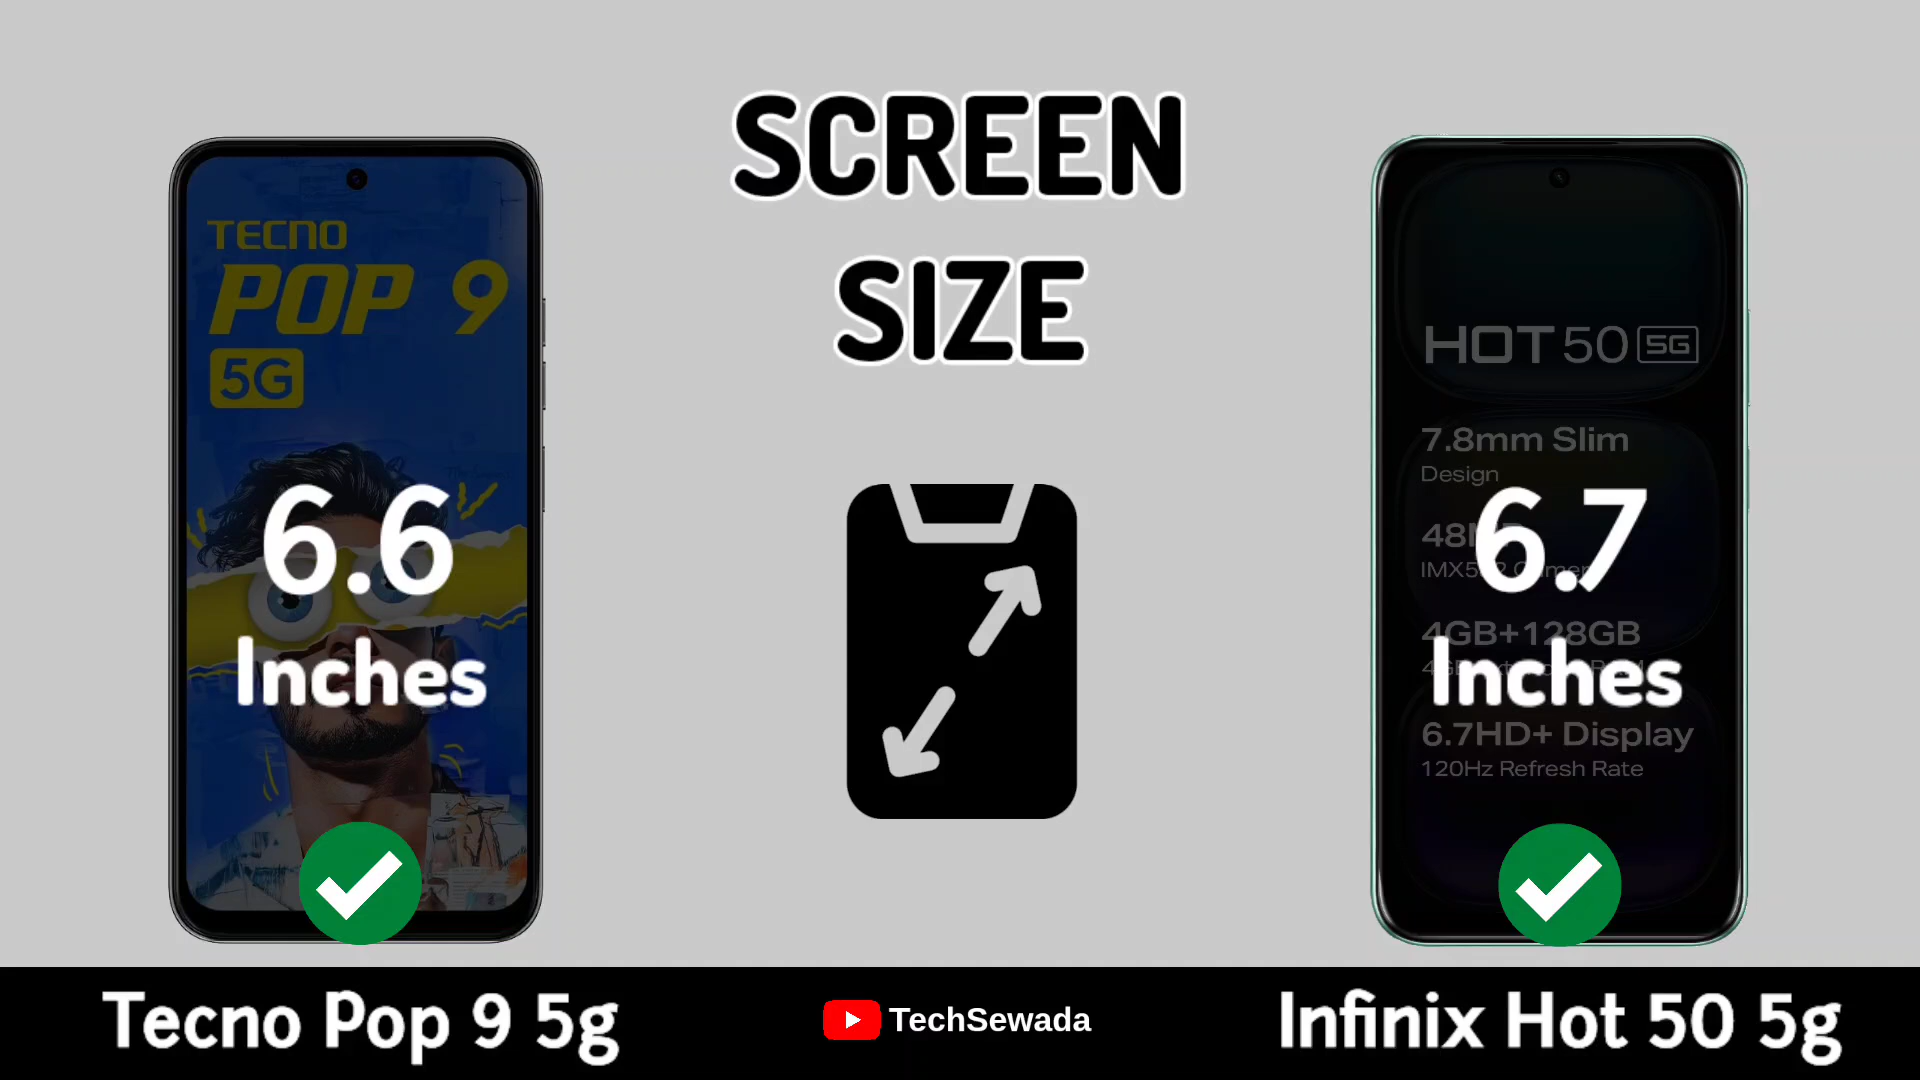 SCREEN
SIZE
TECNO
POP 9
5G
6.6
Inches
HOT 50 5G
7.8mm Slim
Design
6.7
Inches
4GB+128GB
6.7HD+ Display
120Hz Refresh Rate
Tecno Pop 9 5g
TechSewada
Infinix Hot 50 5g